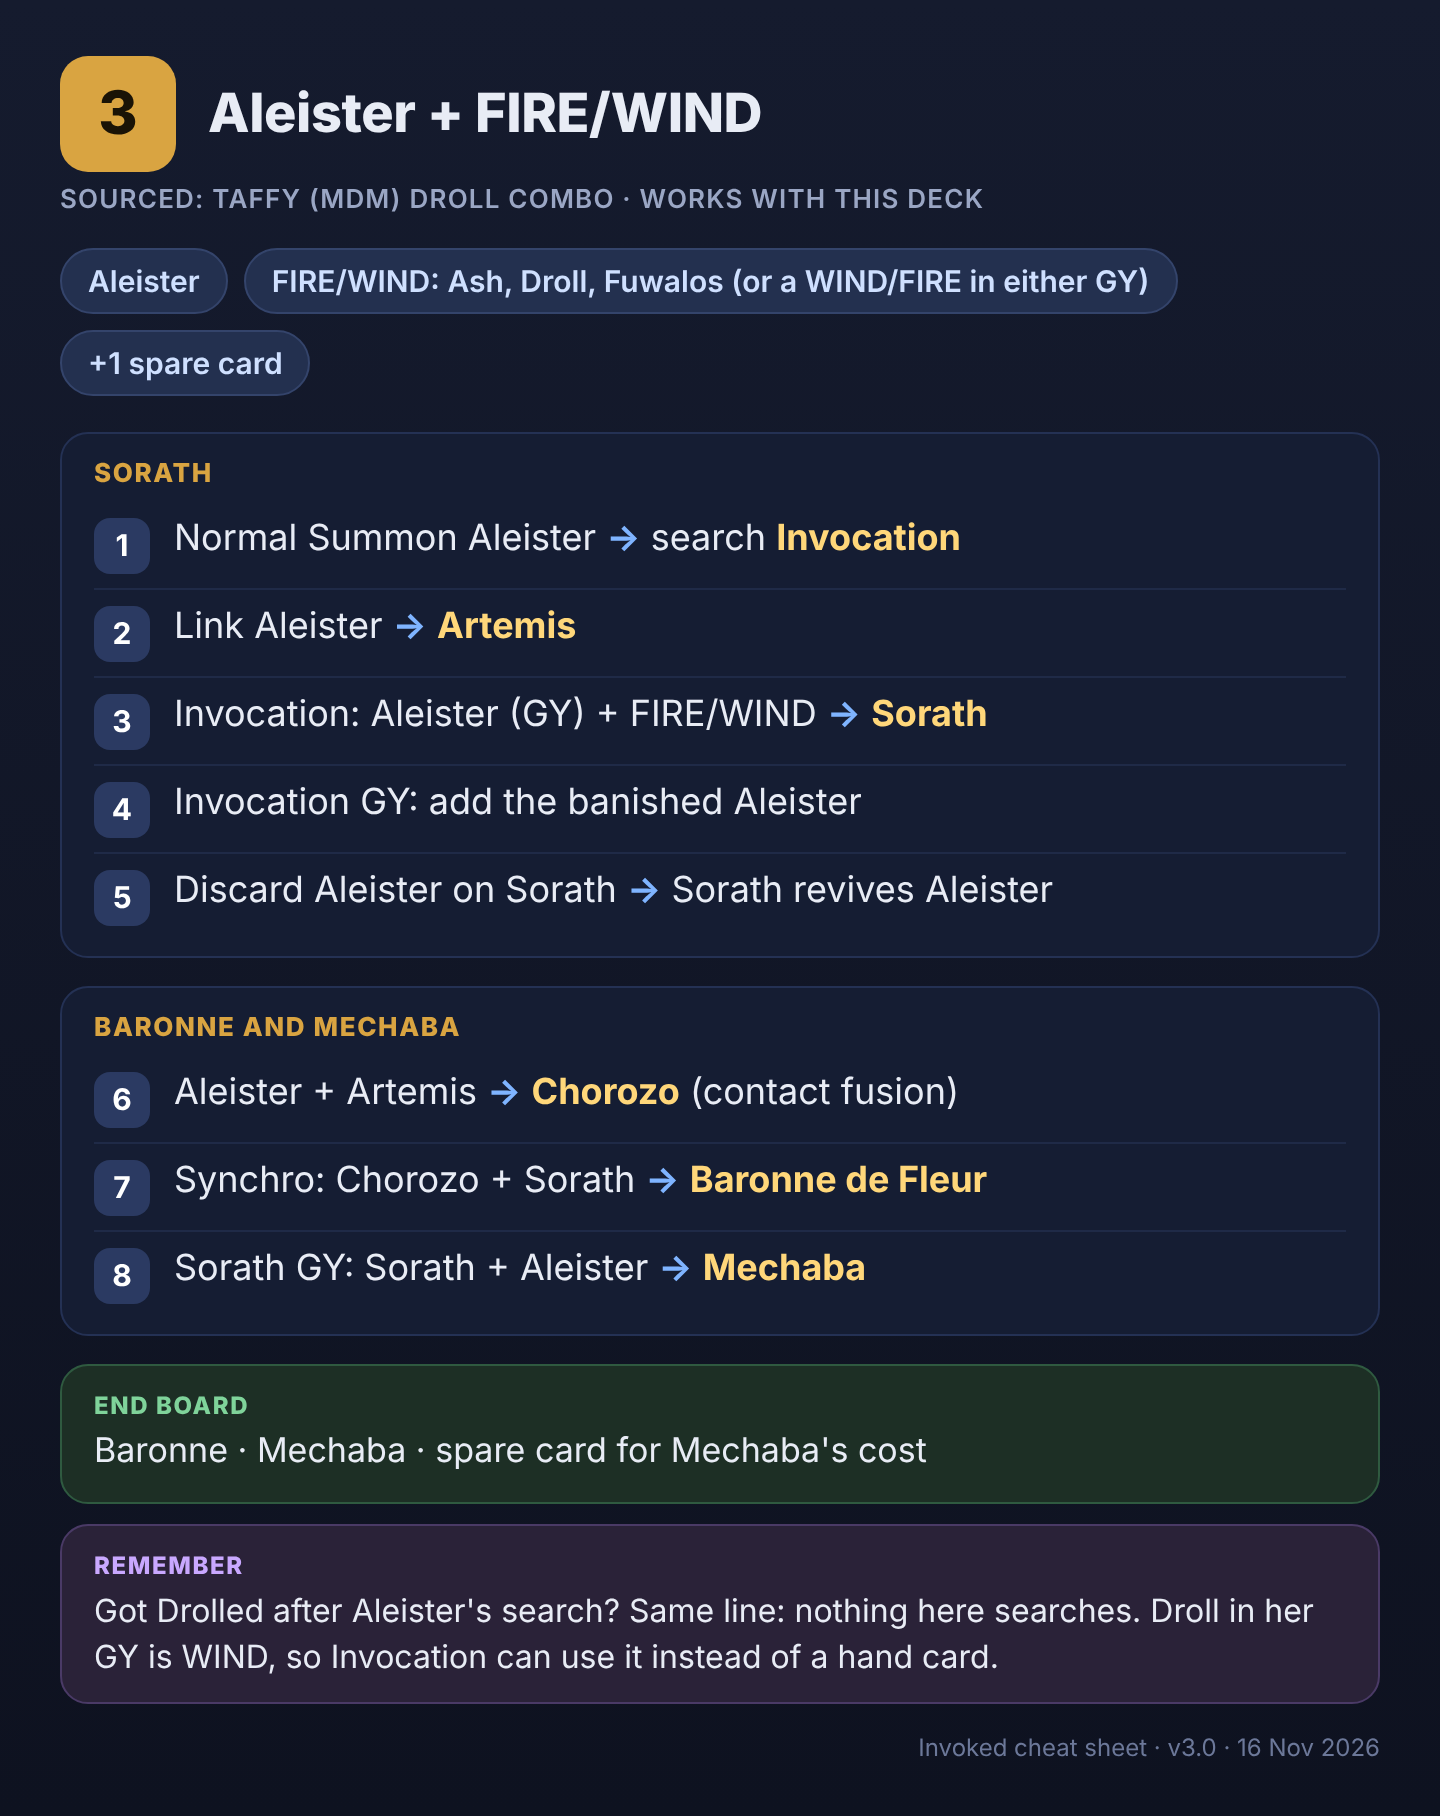 3
Aleister + FIRE/WIND
SOURCED: TAFFY (MDM) DROLL COMBO · WORKS WITH THIS DECK
Aleister
FIRE/WIND: Ash, Droll, Fuwalos (or a WIND/FIRE in either GY)
+1 spare card
SORATH
1 Normal Summon Aleister → search Invocation
2 Link Aleister → Artemis
3 Invocation: Aleister (GY) + FIRE/WIND → Sorath
4 Invocation GY: add the banished Aleister
5 Discard Aleister on Sorath → Sorath revives Aleister
BARONNE AND MECHABA
6 Aleister + Artemis → Chorozo (contact fusion)
7 Synchro: Chorozo + Sorath → Baronne de Fleur
8 Sorath GY: Sorath + Aleister → Mechaba
END BOARD
Baronne · Mechaba · spare card for Mechaba's cost
REMEMBER
Got Drolled after Aleister's search? Same line: nothing here searches. Droll in her
GY is WIND, so Invocation can use it instead of a hand card.
Invoked cheat sheet · v3.0 · 16 Nov 2026